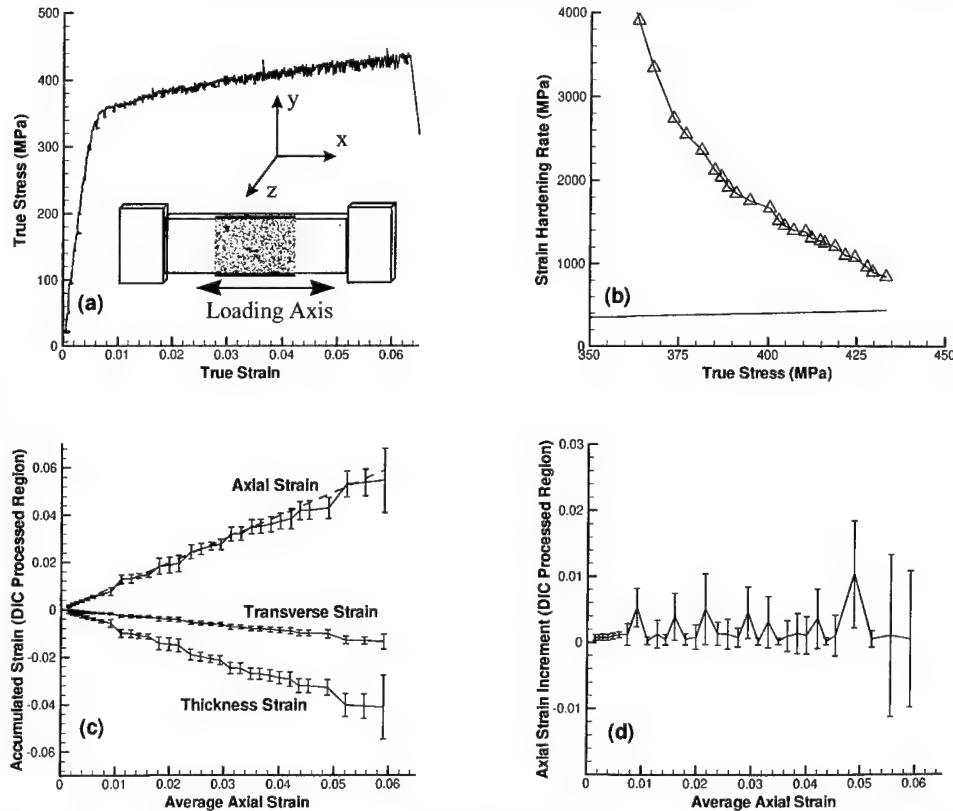 500
400
300
200
100
0
True Stress (MPa)
y
x
z
(a)
Loading Axis
0 0.01 0.02 0.03 0.04 0.05 0.06
True Strain
4000
3000
2000
1000
0
Strain Hardening Rate (MPa)
(b)
350 375 400 425 450
True Stress (MPa)
0.06
0.04
0.02
0
-0.02
-0.04
-0.06
Accumulated Strain (DIC Processed Region)
Axial Strain
Transverse Strain
Thickness Strain
(c)
0 0.01 0.02 0.03 0.04 0.05 0.06
Average Axial Strain
0.03
0.02
0.01
0
-0.01
Axial Strain Increment (DIC Processed Region)
(d)
0 0.01 0.02 0.03 0.04 0.05 0.06
Average Axial Strain